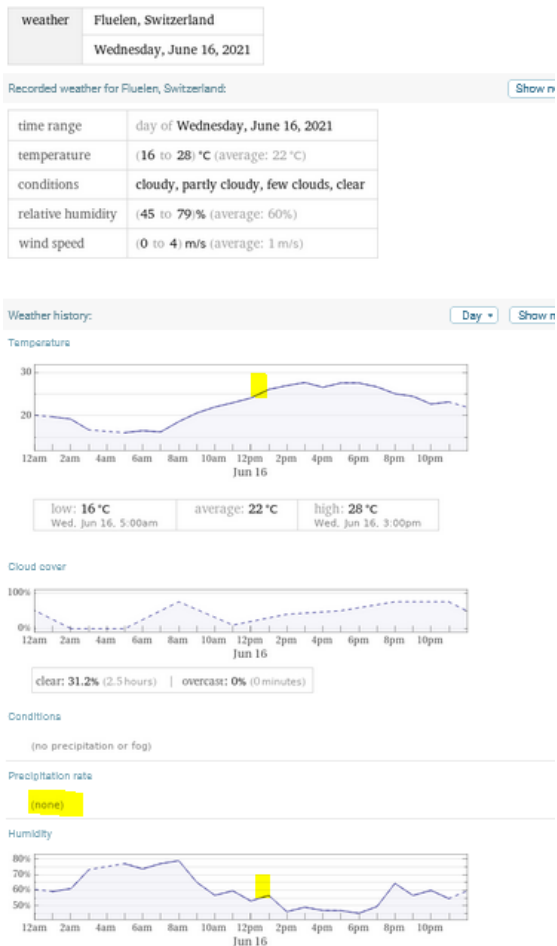 weather Fluelen, Switzerland
Wednesday, June 16, 2021
Recorded weather for Fluelen, Switzerland:
Show
time range day of Wednesday, June 16, 2021
temperature (16 to 28) °C (average: 22 °C)
conditions cloudy, partly cloudy, few clouds, clear
relative humidity (45 to 79)% (average: 60%)
wind speed (0 to 4) m/s (average: 1 m/s)
Weather history:
Day
Show
Temperature
30
20
12am 2am 4am 6am 8am 10am 12pm 2pm 4pm 6pm 8pm 10pm
Jun 16
low: 16 °C average: 22 °C high: 28 °C
Wed, Jun 16, 5:00am Wed, Jun 16, 3:00pm
Cloud cover
100%
0%
12am 2am 4am 6am 8am 10am 12pm 2pm 4pm 6pm 8pm 10pm
Jun 16
clear: 31.2% (2.5 hours) | overcast: 0% (0 minutes)
Conditions
(no precipitation or fog)
Precipitation rate
(none)
Humidity
80%
70%
60%
50%
12am 2am 4am 6am 8am 10am 12pm 2pm 4pm 6pm 8pm 10pm
Jun 16